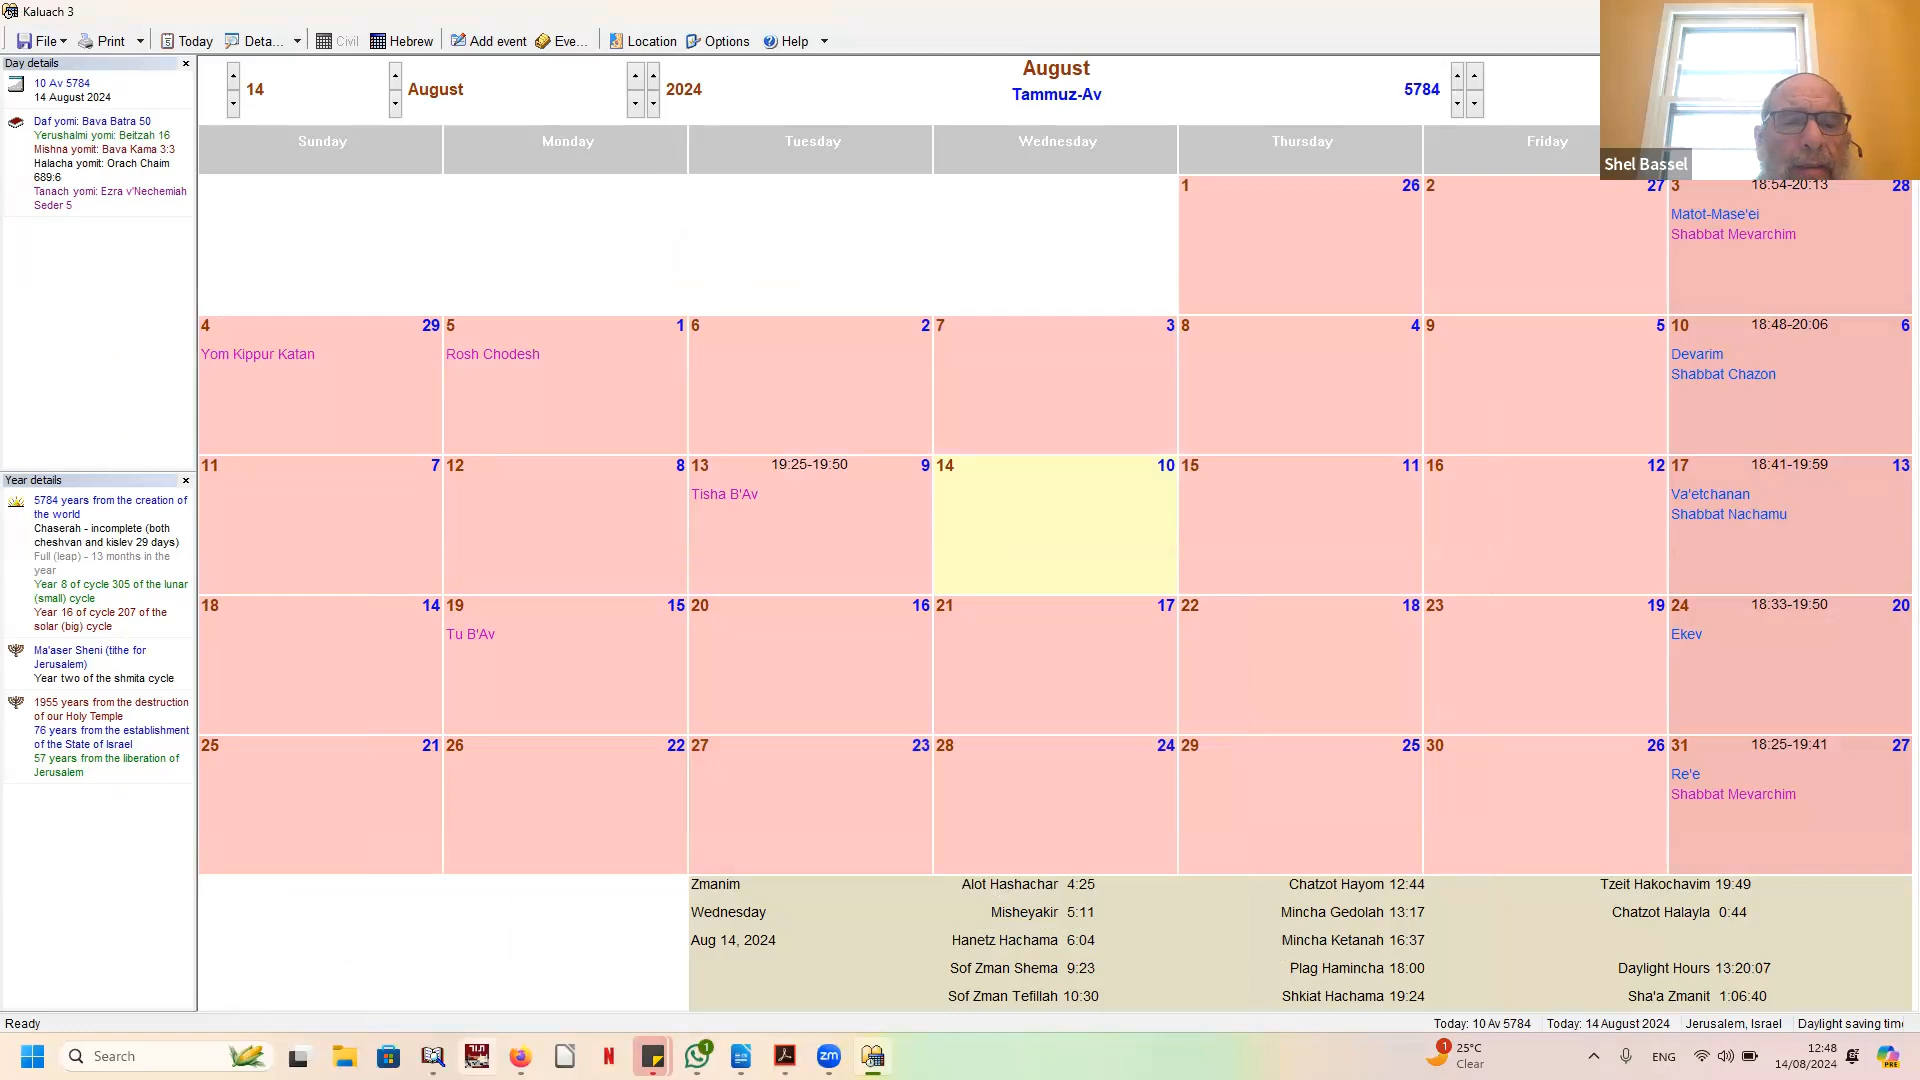 Kaluach 3
File Print Today Deta... Civil Hebrew Add event Eve... Location Options Help
Day details
10 Av 5784
14 August 2024
Daf yomi: Bava Batra 50
Yerushalmi yomi: Beitzah 16
Mishna yomit: Bava Kama 3:3
Halacha yomit: Orach Chaim
689:6
Tanach yomi: Ezra v'Nechemiah
Seder 5
Year details
5784 years from the creation of
the world
Chaserah - incomplete (both
cheshvan and kislev 29 days)
Full (leap) - 13 months in the
year
Year 8 of cycle 305 of the lunar
(small) cycle
Year 16 of cycle 207 of the
solar (big) cycle
Ma'aser Sheni (tithe for
Jerusalem)
Year two of the shmita cycle
1955 years from the destruction
of our Holy Temple
76 years from the establishment
of the State of Israel
57 years from the liberation of
Jerusalem
14 August 2024 August 5784
Tammuz-Av
Sunday Monday Tuesday Wednesday Thursday Friday
Shel Bassel
1 26 2 27 3 18:54-20:13 28
Matot-Mase'ei
Shabbat Mevarchim
4 29 5 1 6 2 7 3 8 4 9 5 10 18:48-20:06 6
Yom Kippur Katan Rosh Chodesh Devarim
Shabbat Chazon
11 7 12 8 13 19:25-19:50 9 14 10 15 11 16 12 17 18:41-19:59 13
Tisha B'Av Va'etchanan
Shabbat Nachamu
18 14 19 15 20 16 21 17 22 18 23 19 24 18:33-19:50 20
Tu B'Av Ekev
25 21 26 22 27 23 28 24 29 25 30 26 31 18:25-19:41 27
Re'e
Shabbat Mevarchim
Zmanim Alot Hashachar 4:25 Chatzot Hayom 12:44 Tzeit Hakochavim 19:49
Wednesday Misheyakir 5:11 Mincha Gedolah 13:17 Chatzot Halayla 0:44
Aug 14, 2024 Hanetz Hachama 6:04 Mincha Ketanah 16:37
Sof Zman Shema 9:23 Plag Hamincha 18:00 Daylight Hours 13:20:07
Sof Zman Tefillah 10:30 Shkiat Hachama 19:24 Sha'a Zmanit 1:06:40
Ready Today: 10 Av 5784 Today: 14 August 2024 Jerusalem, Israel Daylight saving time
Search 1 zm 1 25°C ENG 12:48
Clear 14/08/2024 PRE